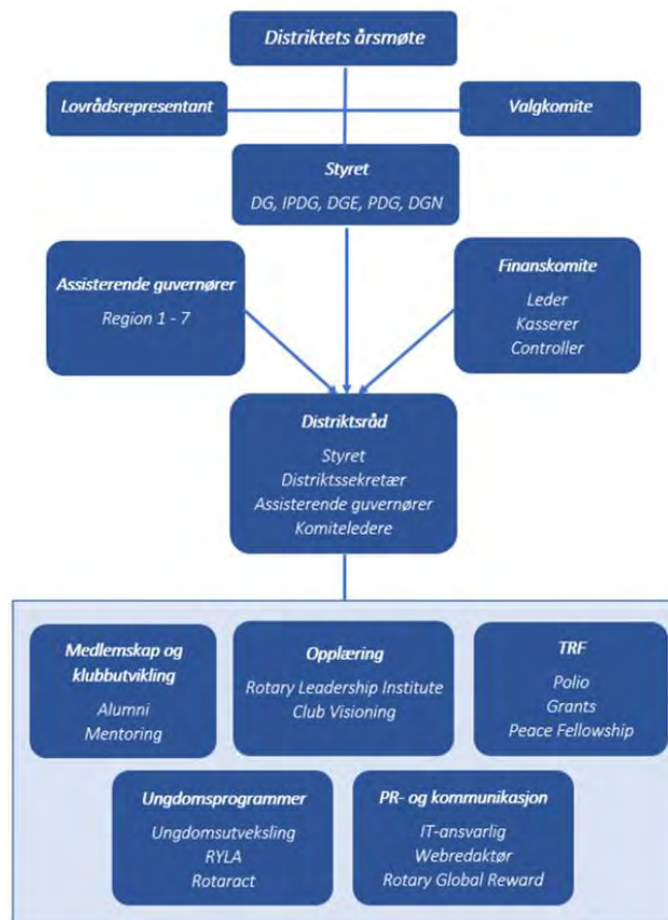 Distriktets årsmøte
Lovrådsrepresentant
Valgkomite
Styret
DG, IPDG, DGE, PDG, DGN
Assisterende guvernører
Region 1 - 7
Finanskomite
Leder
Kasserer
Controller
Distriktsråd
Styret
Distriktssekretær
Assisterende guvernører
Komiteledere
Medlemskap og
klubbutvikling
Alumni
Mentoring
Opplæring
Rotary Leadership Institute
Club Visioning
TRF
Polio
Grants
Peace Fellowship
Ungdomsprogrammer
Ungdomsutveksling
RYLA
Rotaract
PR- og kommunikasjon
IT-ansvarlig
Webredaktør
Rotary Global Reward